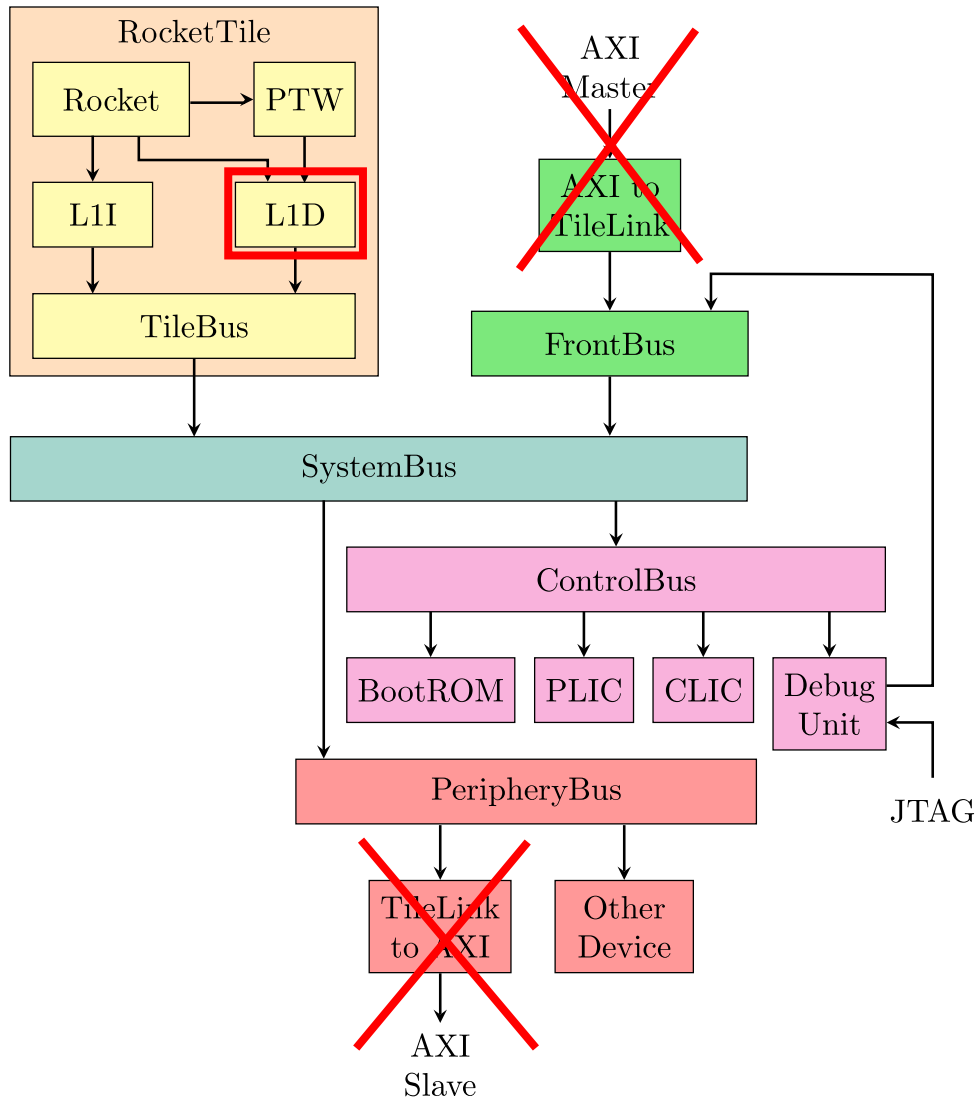 RocketTile
Rocket
PTW
L1I
L1D
TileBus
AXI
Master
AXI to
TileLink
FrontBus
SystemBus
ControlBus
BootROM
PLIC
CLIC
Debug
Unit
JTAG
PeripheryBus
TileLink
to AXI
Other
Device
AXI
Slave